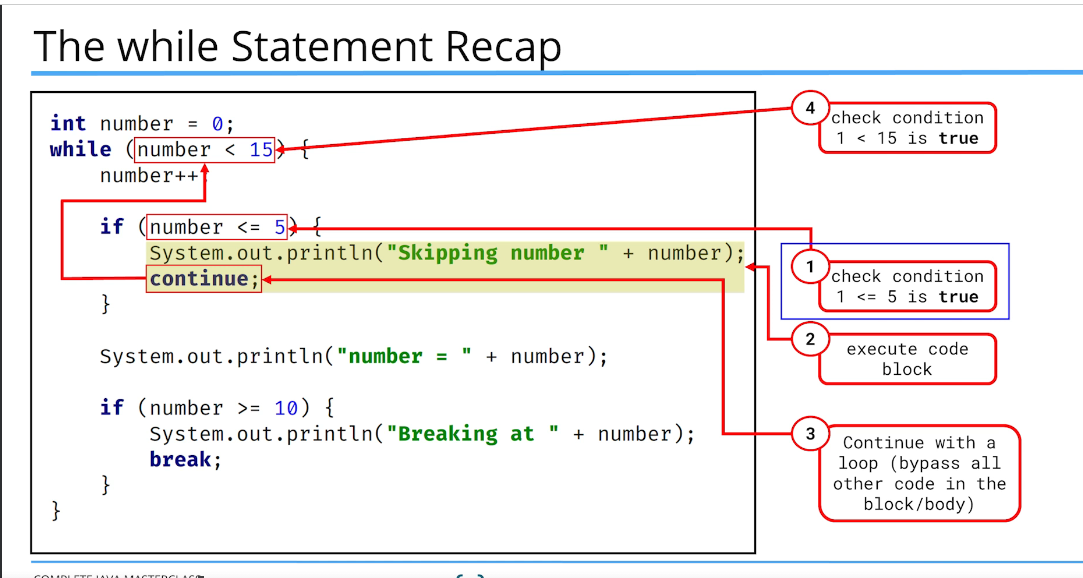 The while Statement Recap
int number = 0;
while (number < 15) {
number++
if (number <= 5) {
System.out.println("Skipping number " + number);
continue;
}
System.out.println("number = " + number);
if (number >= 10) {
System.out.println("Breaking at " + number);
break;
}
}
4
check condition
1 < 15 is true
1
check condition
1 <= 5 is true
2
execute code
block
3
Continue with a
loop (bypass all
other code in the
block/body)
COMPLETE JAVA MASTERCLASS